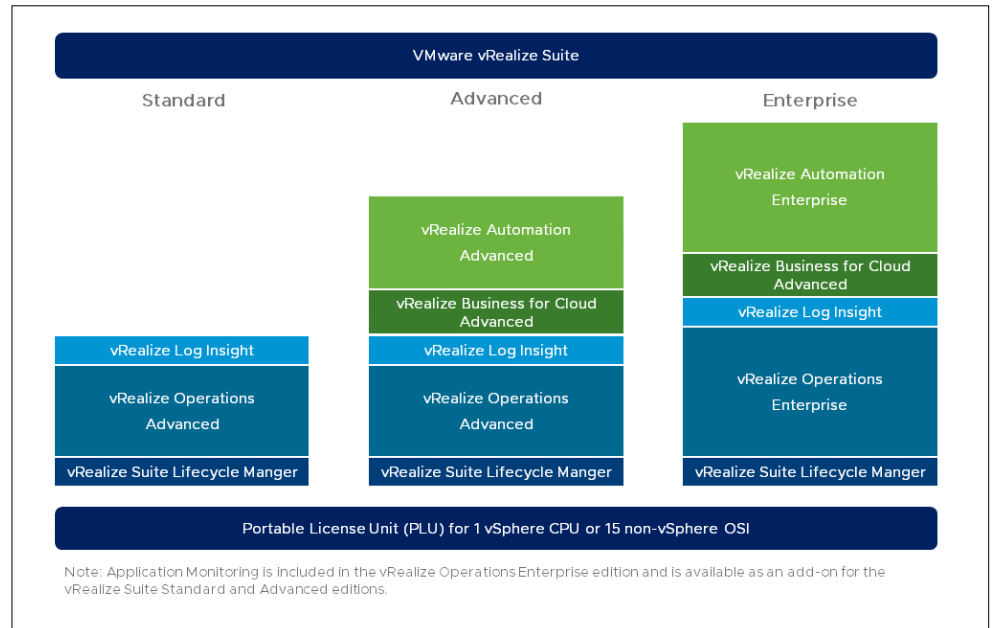 VMware vRealize Suite
Standard
Advanced
Enterprise
vRealize Log Insight
vRealize Operations
Advanced
vRealize Suite Lifecycle Manger
vRealize Automation
Advanced
vRealize Business for Cloud
Advanced
vRealize Log Insight
vRealize Operations
Advanced
vRealize Suite Lifecycle Manger
vRealize Automation
Enterprise
vRealize Business for Cloud
Advanced
vRealize Log Insight
vRealize Operations
Enterprise
vRealize Suite Lifecycle Manger
Portable License Unit (PLU) for 1 vSphere CPU or 15 non-vSphere OSI
Note: Application Monitoring is included in the vRealize Operations Enterprise edition and is available as an add-on for the
vRealize Suite Standard and Advanced editions.